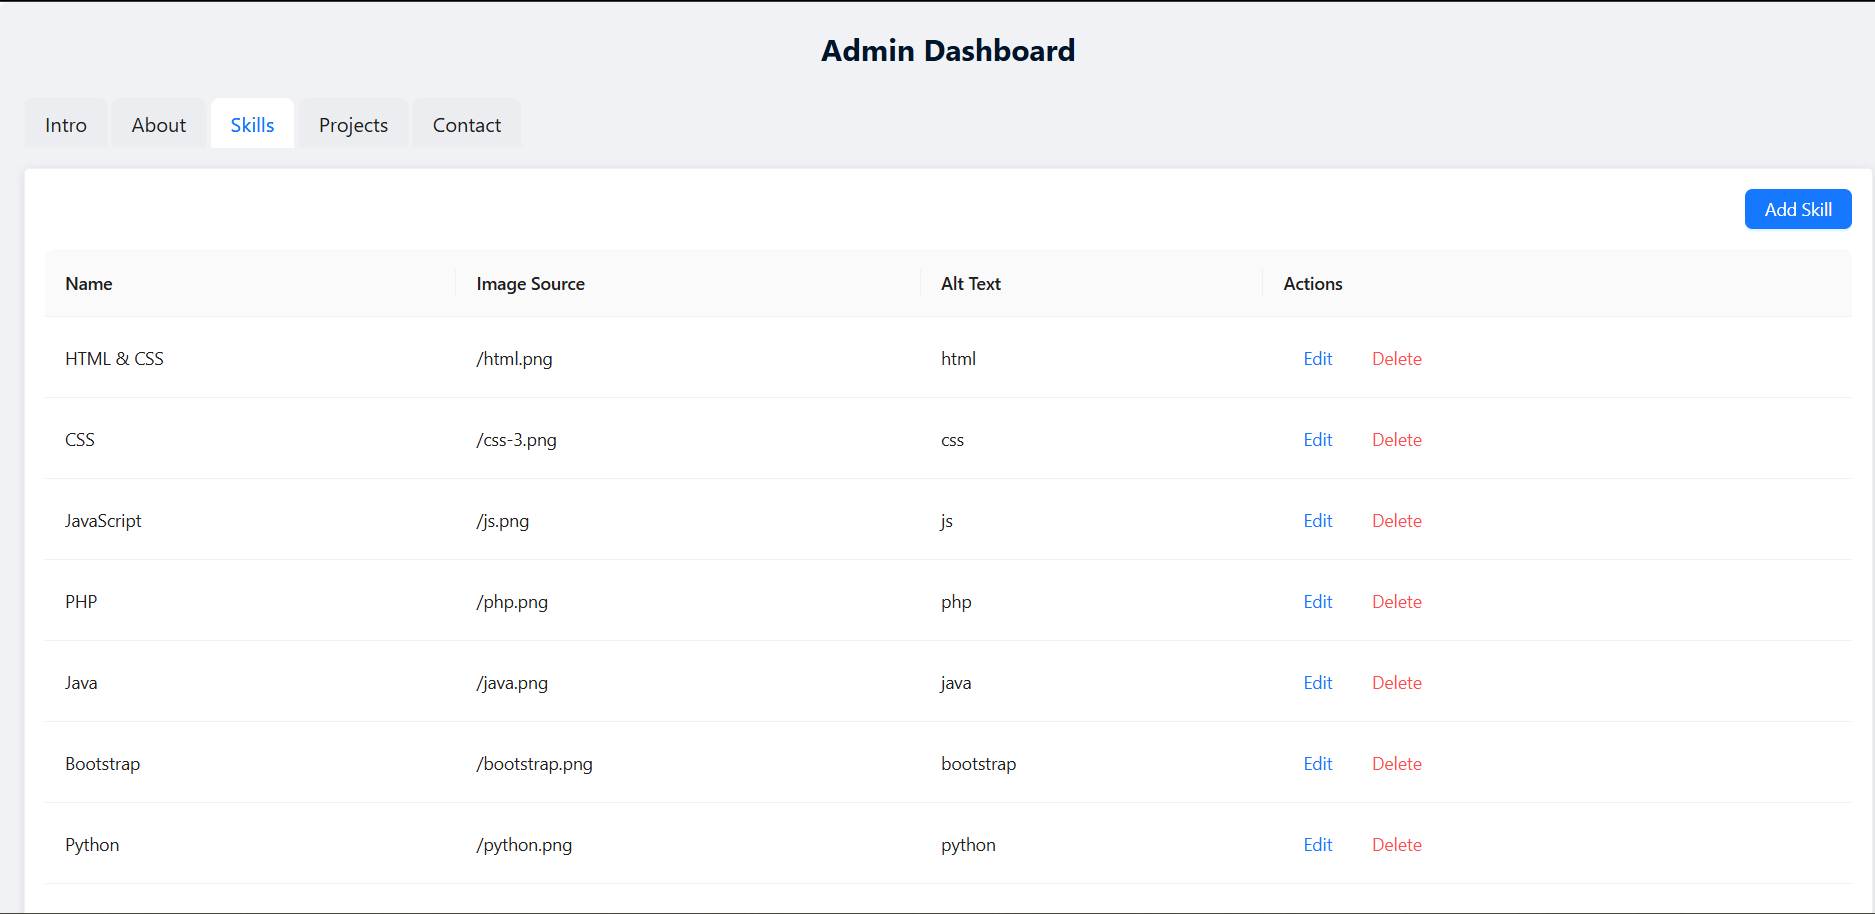 Admin Dashboard
Intro About Skills Projects Contact
Add Skill
Name Image Source Alt Text Actions
HTML & CSS /html.png html Edit Delete
CSS /css-3.png css Edit Delete
JavaScript /js.png js Edit Delete
PHP /php.png php Edit Delete
Java /java.png java Edit Delete
Bootstrap /bootstrap.png bootstrap Edit Delete
Python /python.png python Edit Delete